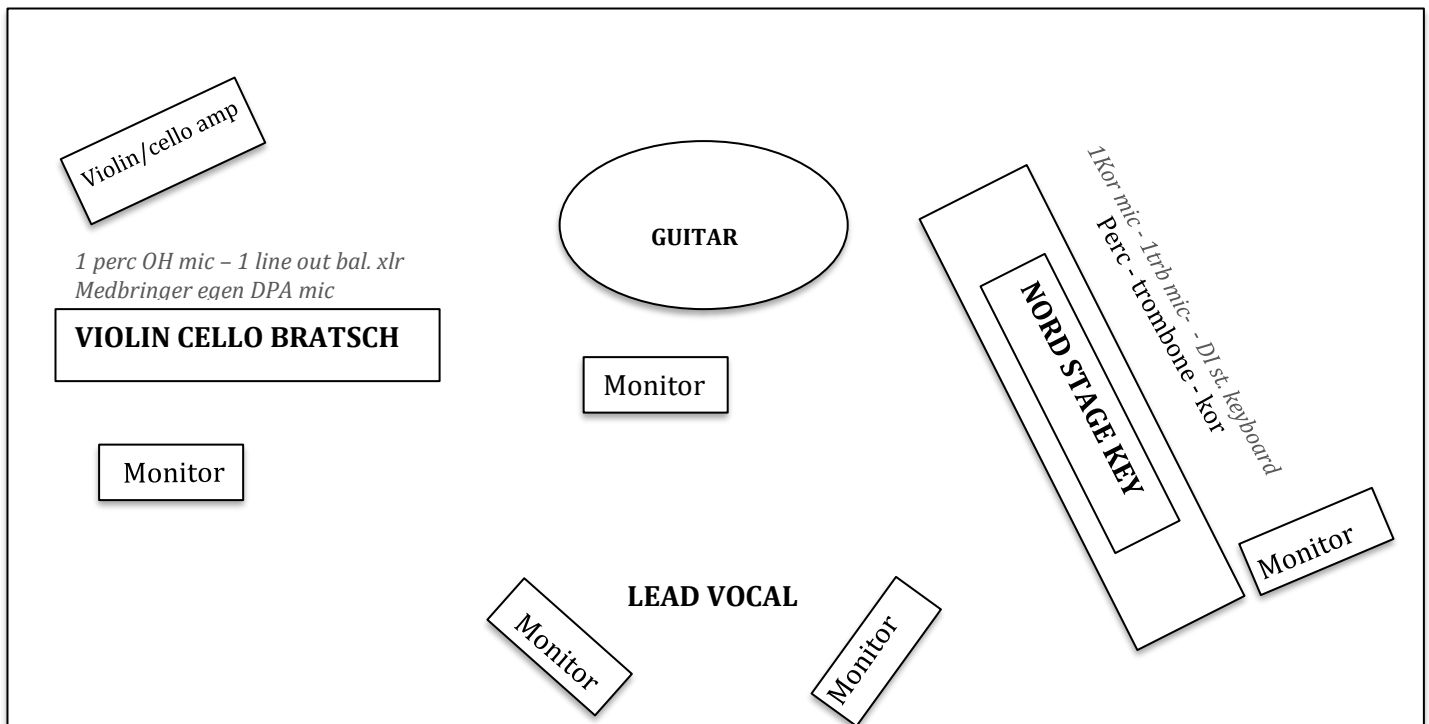 Violin/cello amp
1 perc OH mic – 1 line out bal. xlr
Medbringer egen DPA mic
VIOLIN CELLO BRATSCH
Monitor
GUITAR
Monitor
1Kor mic - 1trb mic- - DI st. keyboard
Perc - trombone - kor
NORD STAGE KEY
Monitor
LEAD VOCAL
Monitor
Monitor